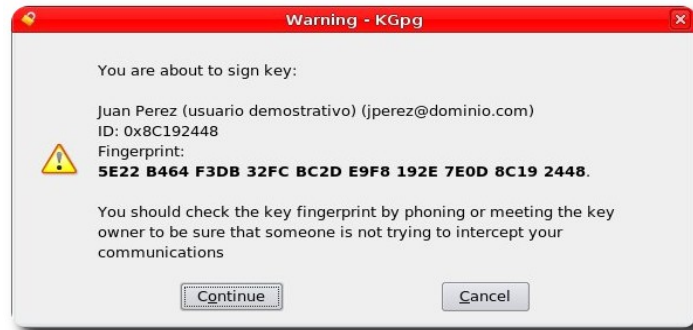 Warning - KGpg
You are about to sign key:
Juan Perez (usuario demostrativo) (jperez@dominio.com)
ID: 0x8C192448
Fingerprint:
5E22 B464 F3DB 32FC BC2D E9F8 192E 7E0D 8C19 2448.
You should check the key fingerprint by phoning or meeting the key
owner to be sure that someone is not trying to intercept your
communications
Continue Cancel